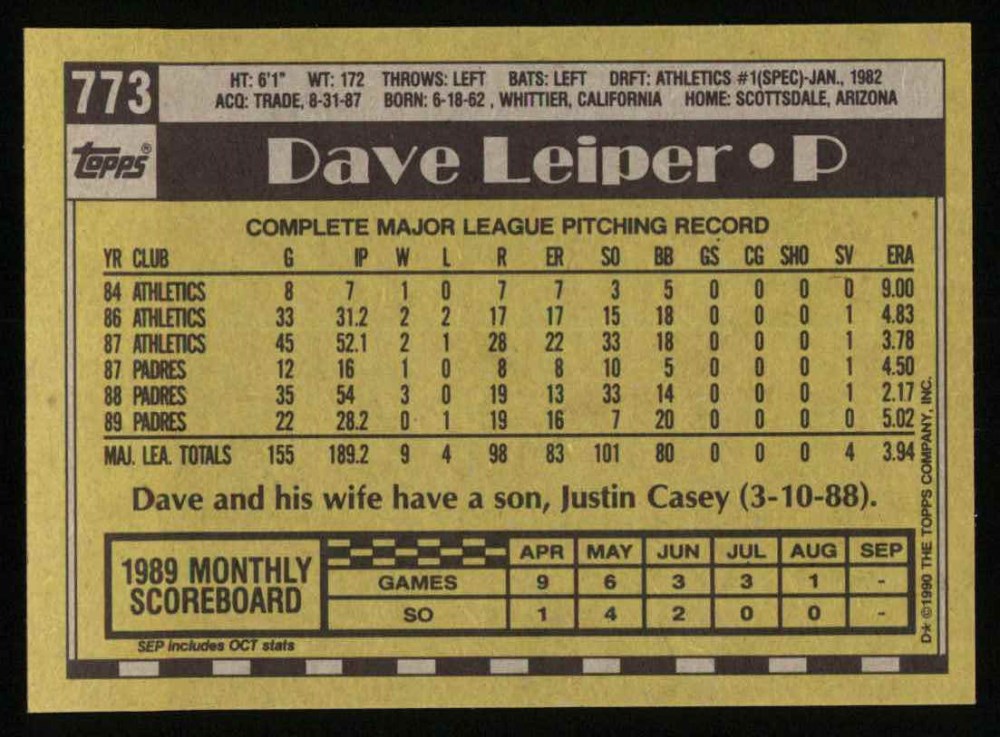 773
HT: 6'1" WT: 172 THROWS: LEFT BATS: LEFT DRFT: ATHLETICS #1(SPEC)-JAN., 1982
ACQ: TRADE, 8-31-87 BORN: 6-18-62 , WHITTIER, CALIFORNIA HOME: SCOTTSDALE, ARIZONA
topps®
Dave Leiper • P
COMPLETE MAJOR LEAGUE PITCHING RECORD
YR CLUB G IP W L R ER SO BB GS CG SHO SV ERA
84 ATHLETICS 8 7 1 0 7 7 3 5 0 0 0 0 9.00
86 ATHLETICS 33 31.2 2 2 17 17 15 18 0 0 0 1 4.83
87 ATHLETICS 45 52.1 2 1 28 22 33 18 0 0 0 1 3.78
87 PADRES 12 16 1 0 8 8 10 5 0 0 0 1 4.50
88 PADRES 35 54 3 0 19 13 33 14 0 0 0 1 2.17
89 PADRES 22 28.2 0 1 19 16 7 20 0 0 0 0 5.02
MAJ. LEA. TOTALS 155 189.2 9 4 98 83 101 80 0 0 0 4 3.94
Dave and his wife have a son, Justin Casey (3-10-88).
1989 MONTHLY
SCOREBOARD
APR MAY JUN JUL AUG SEP
GAMES 9 6 3 3 1 -
SO 1 4 2 0 0 -
SEP includes OCT stats
D* ©1990 THE TOPPS COMPANY, INC.